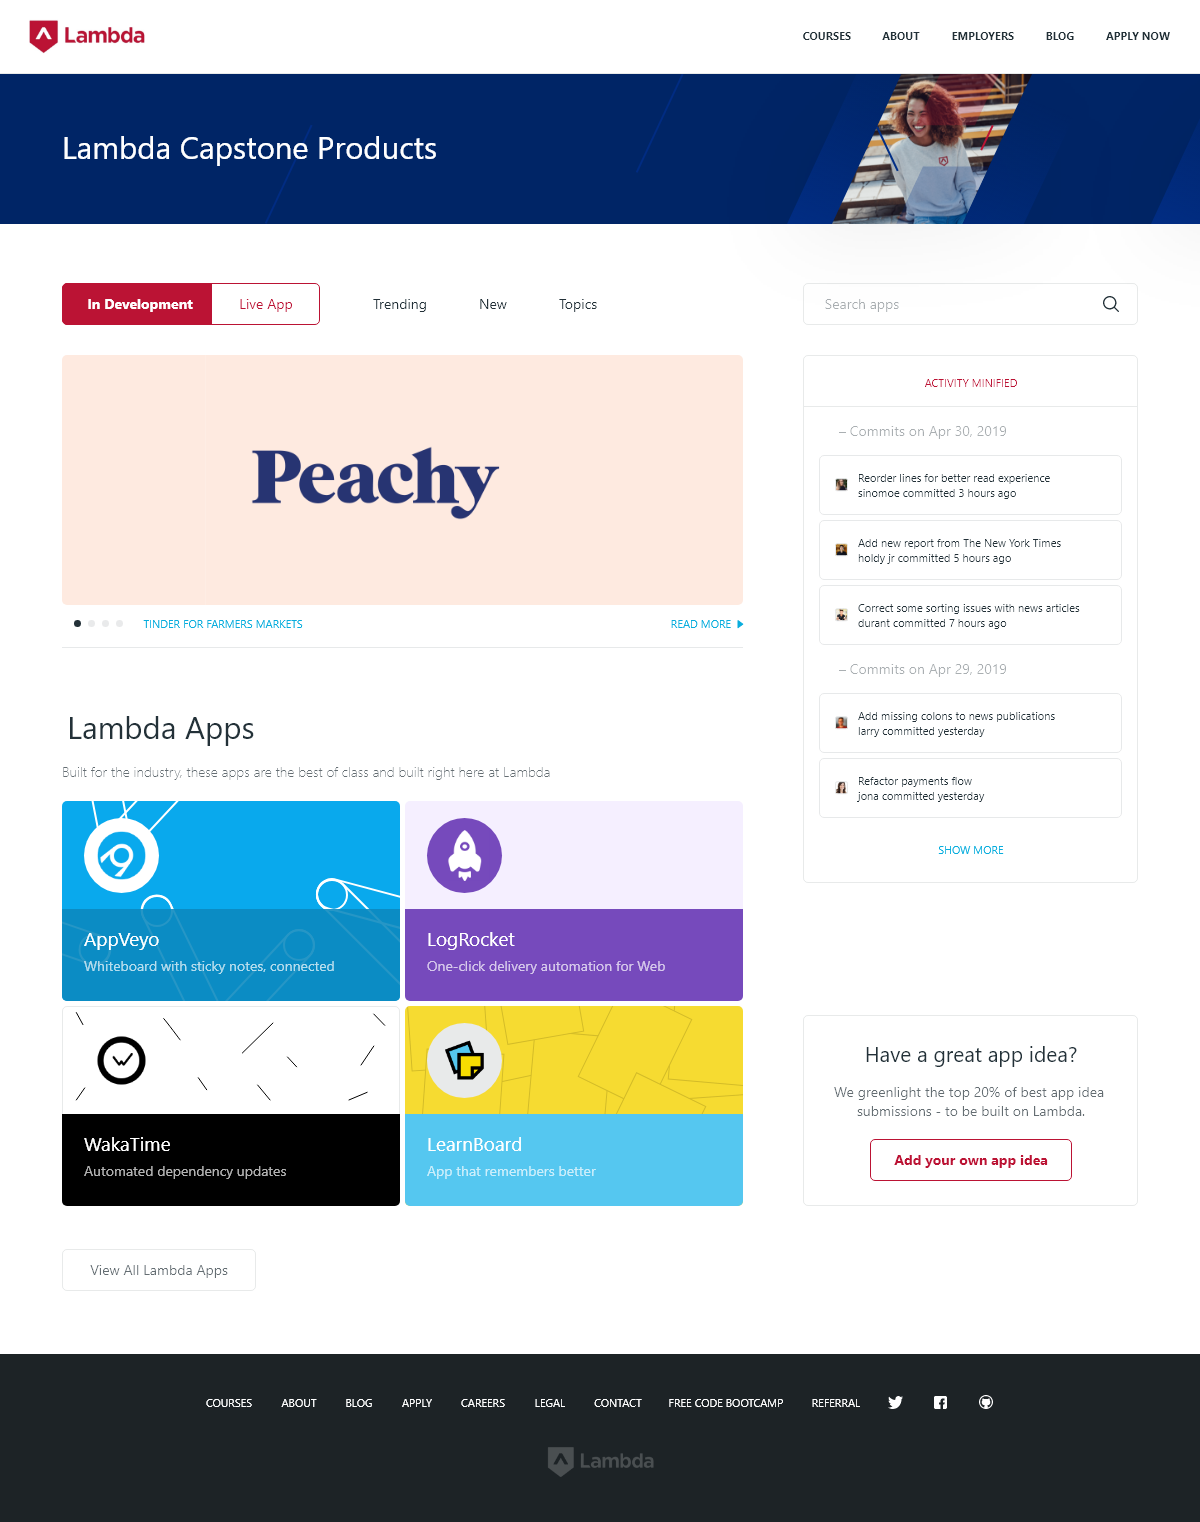 Lambda
COURSES
ABOUT
EMPLOYERS
BLOG
APPLY NOW
Lambda Capstone Products
In Development
Live App
Trending
New
Topics
Search apps
Peachy
TINDER FOR FARMERS MARKETS
READ MORE
ACTIVITY MINIFIED
– Commits on Apr 30, 2019
Reorder lines for better read experience
sinomoe committed 3 hours ago
Add new report from The New York Times
holdy jr committed 5 hours ago
Correct some sorting issues with news articles
durant committed 7 hours ago
– Commits on Apr 29, 2019
Add missing colons to news publications
larry committed yesterday
Refactor payments flow
jona committed yesterday
SHOW MORE
Lambda Apps
Built for the industry, these apps are the best of class and built right here at Lambda
AppVeyo
Whiteboard with sticky notes, connected
LogRocket
One-click delivery automation for Web
WakaTime
Automated dependency updates
LearnBoard
App that remembers better
Have a great app idea?
We greenlight the top 20% of best app idea
submissions - to be built on Lambda.
Add your own app idea
View All Lambda Apps
COURSES
ABOUT
BLOG
APPLY
CAREERS
LEGAL
CONTACT
FREE CODE BOOTCAMP
REFERRAL
Lambda